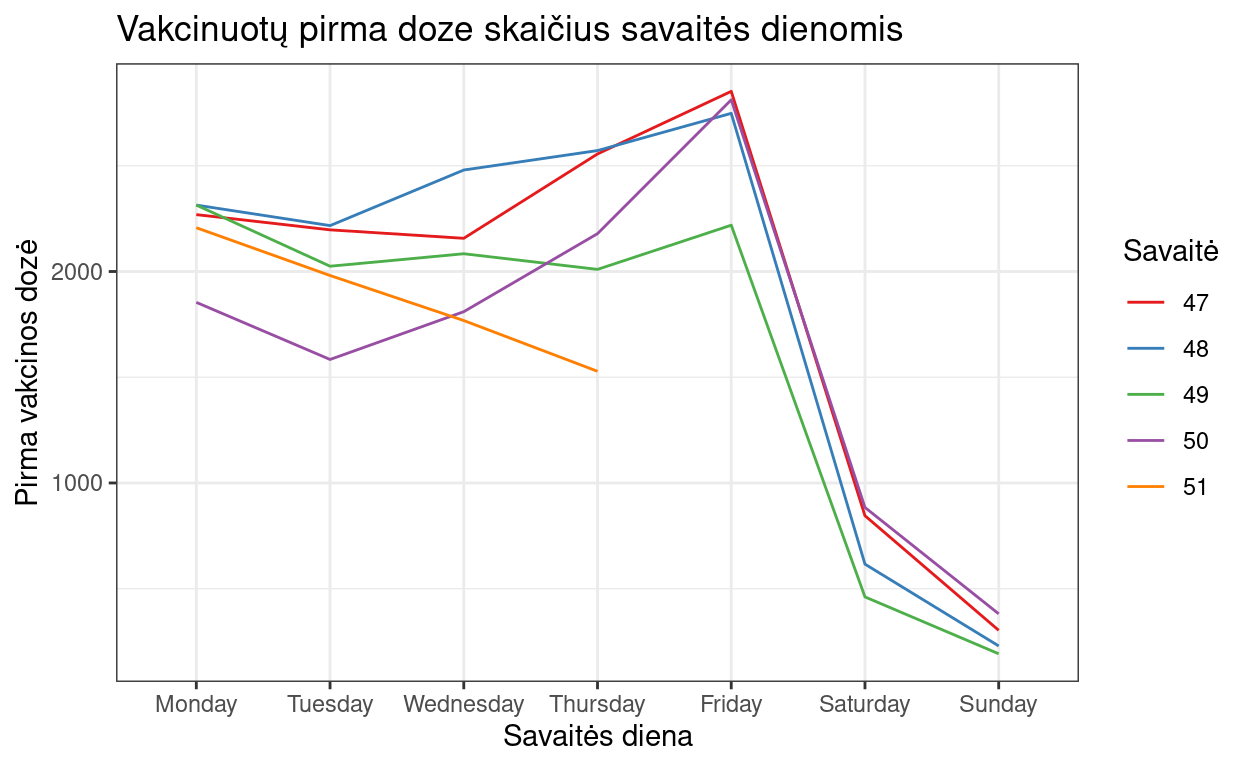 Vakcinuotų pirma doze skaičius savaitės dienomis
Pirma vakcinos dozė
2000
1000
Monday Tuesday Wednesday Thursday Friday Saturday Sunday
Savaitės diena
Savaitė
47
48
49
50
51